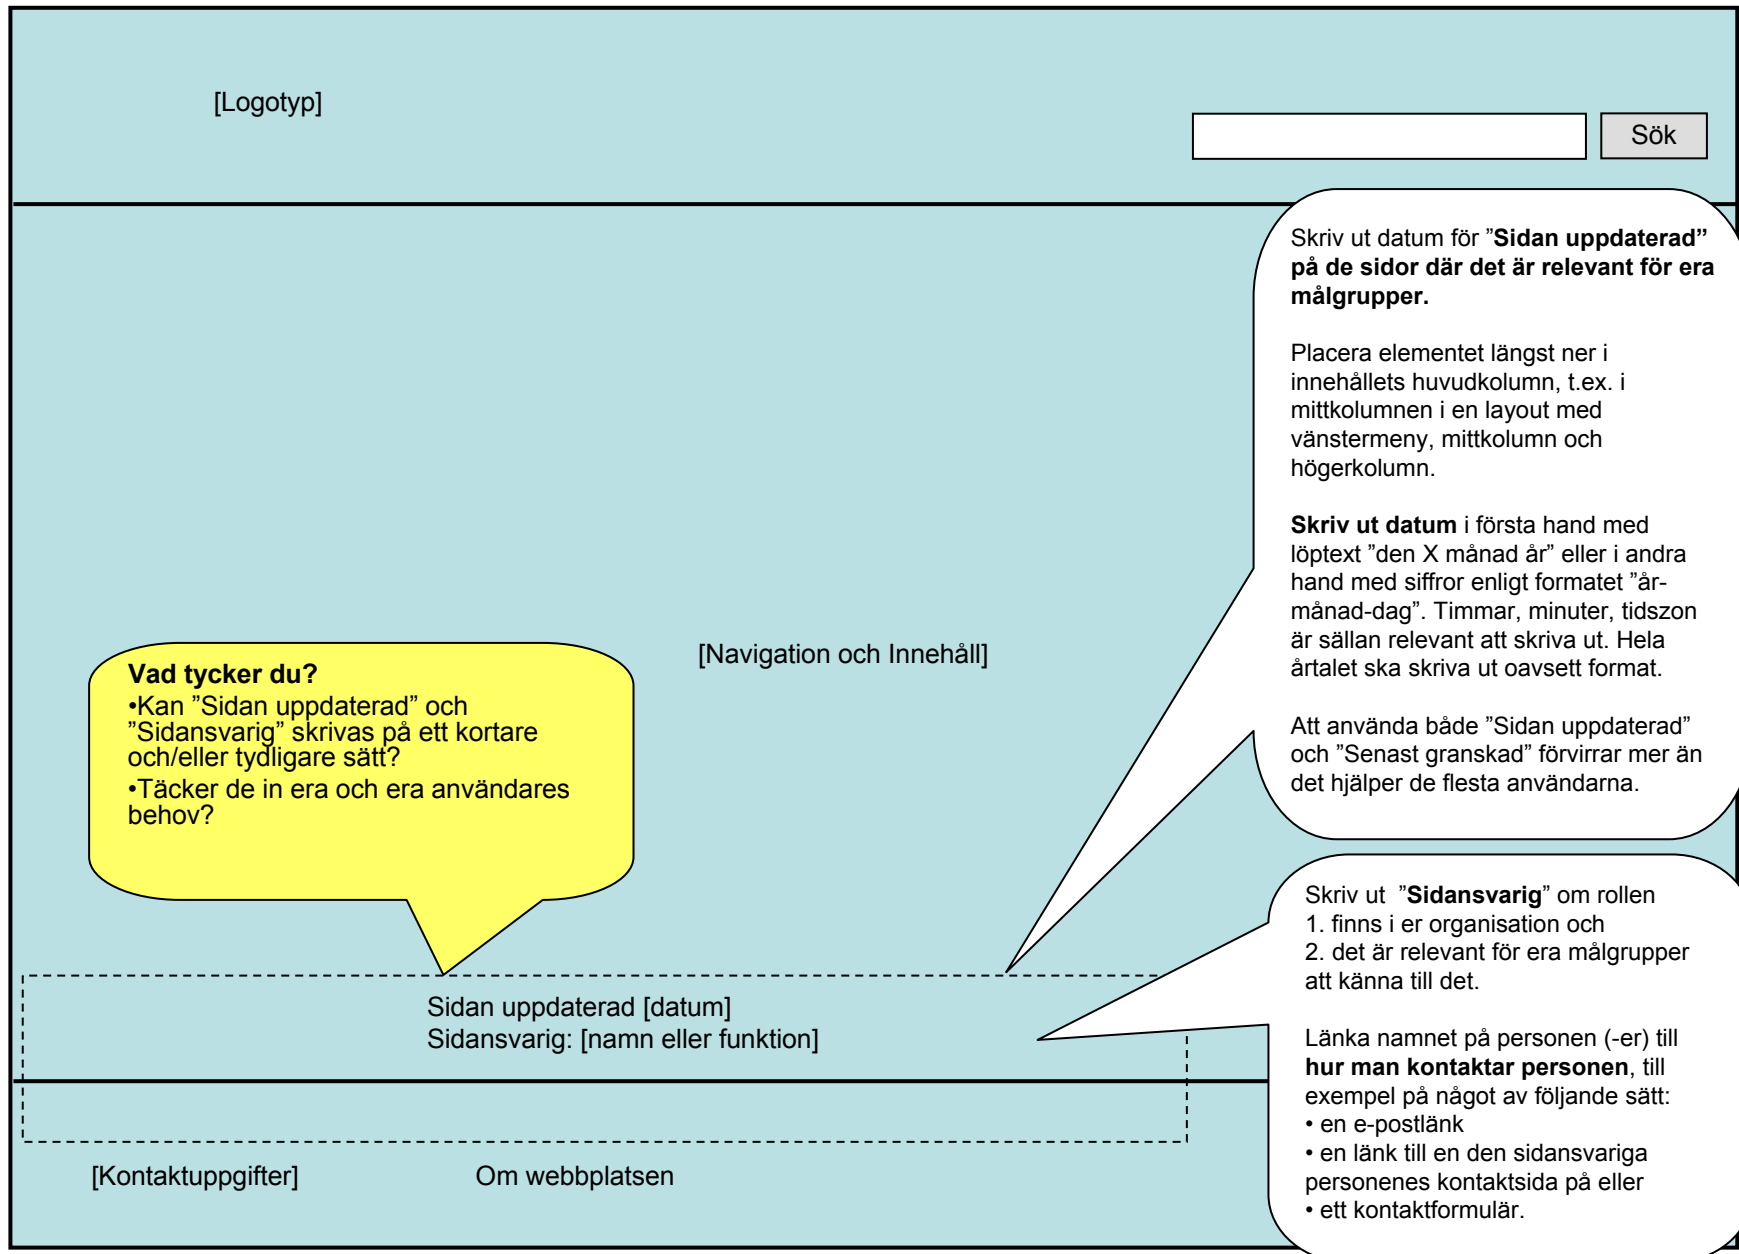 [Logotyp]
Sök
Skriv ut datum för ”Sidan uppdaterad”
på de sidor där det är relevant för era
målgrupper.
Placera elementet längst ner i
innehållets huvudkolumn, t.ex. i
mittkolumnen i en layout med
vänstermeny, mittkolumn och
högerkolumn.
Skriv ut datum i första hand med
löptext ”den X månad år” eller i andra
hand med siffror enligt formatet ”år-
månad-dag”. Timmar, minuter, tidszon
är sällan relevant att skriva ut. Hela
årtalet ska skriva ut oavsett format.
Att använda både ”Sidan uppdaterad”
och ”Senast granskad” förvirrar mer än
det hjälper de flesta användarna.
[Navigation och Innehåll]
Vad tycker du?
•Kan ”Sidan uppdaterad” och
”Sidansvarig” skrivas på ett kortare
och/eller tydligare sätt?
•Täcker de in era och era användares
behov?
Skriv ut ”Sidansvarig” om rollen
1. finns i er organisation och
2. det är relevant för era målgrupper
att känna till det.
Länka namnet på personen (-er) till
hur man kontaktar personen, till
exempel på något av följande sätt:
• en e-postlänk
• en länk till en den sidansvariga
personenes kontaktsida på eller
• ett kontaktformulär.
Sidan uppdaterad [datum]
Sidansvarig: [namn eller funktion]
[Kontaktuppgifter]
Om webbplatsen